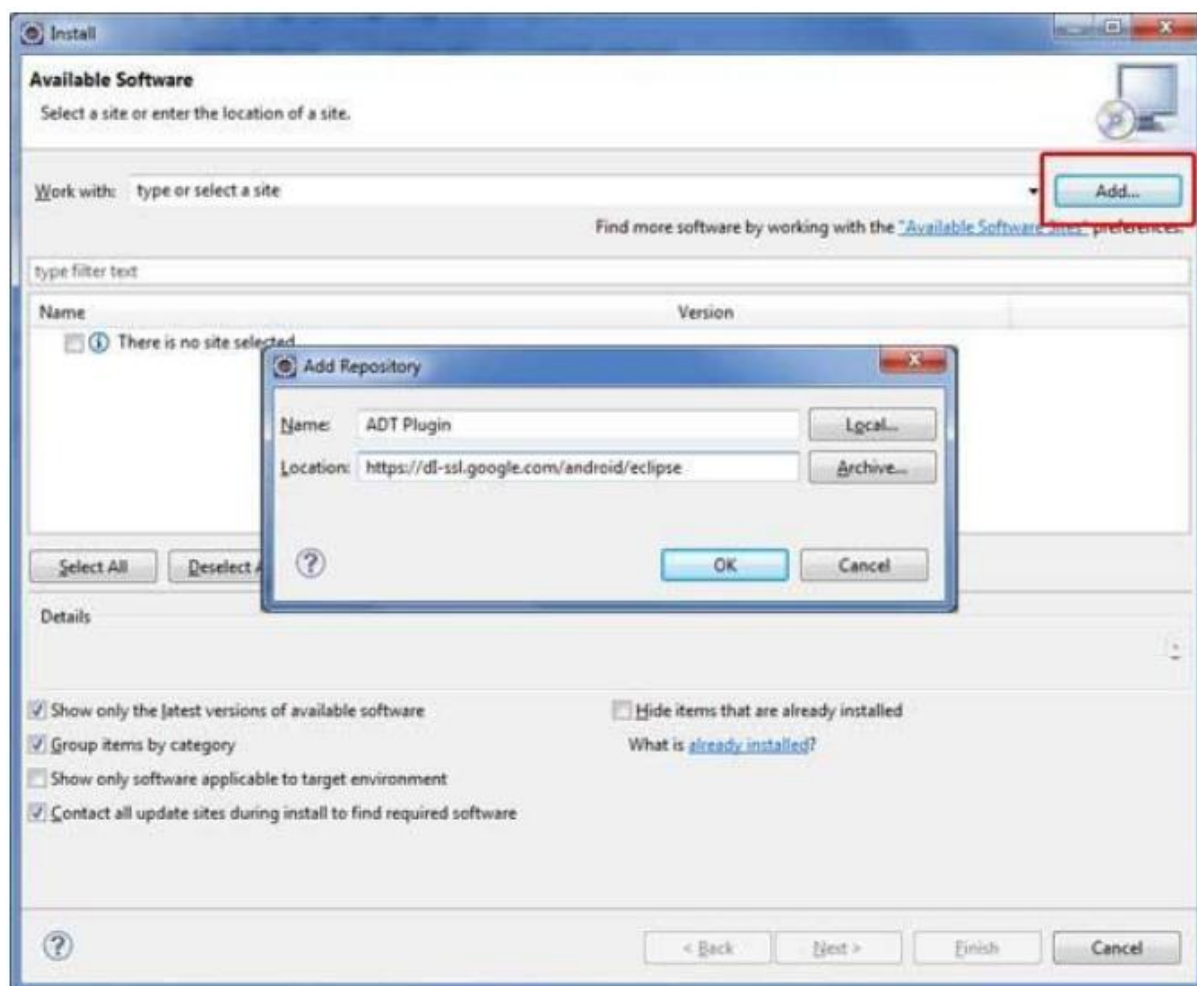 Install
Available Software
Select a site or enter the location of a site.
Work with: type or select a site
Add...
Find more software by working with the "Available Software Sites" preferences.
type filter text
Name Version
There is no site selected
Add Repository
Name: ADT Plugin Local...
Location: https://dl-ssl.google.com/android/eclipse Archive...
OK Cancel
Select All Deselect
Details
Show only the latest versions of available software
Hide items that are already installed
Group items by category
What is already installed?
Show only software applicable to target environment
Contact all update sites during install to find required software
< Back Next > Finish Cancel